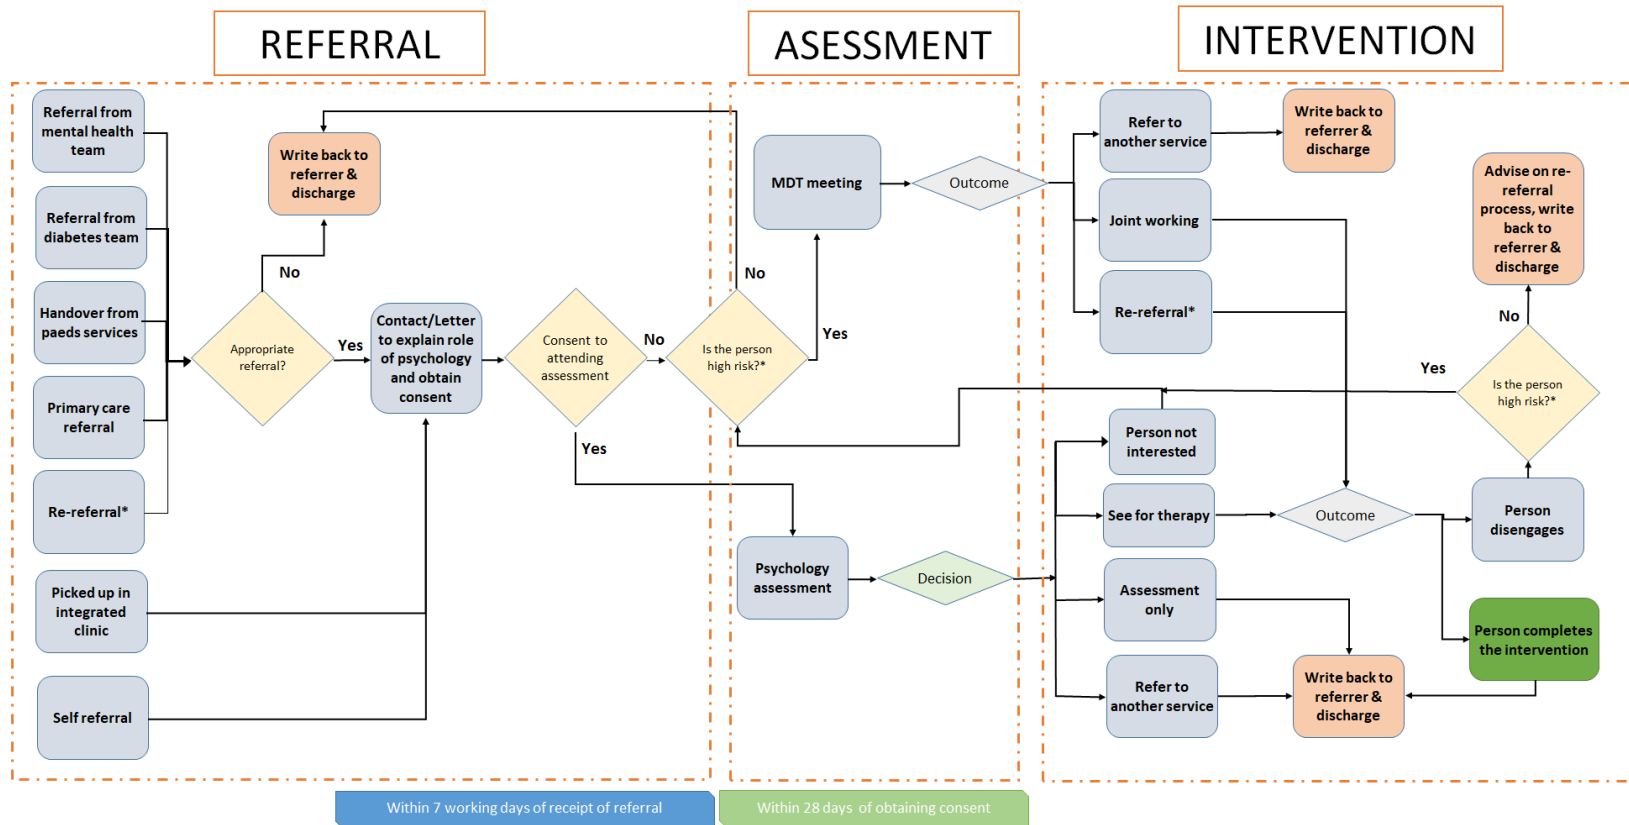 REFERRAL
ASESSMENT
INTERVENTION
Referral from
mental health
team
Referral from
diabetes team
Handover from
paeds services
Primary care
referral
Re-referral*
Picked up in
integrated
clinic
Self referral
Write back to
referrer &
discharge
No
Appropriate
referral?
Yes
Contact/Letter
to explain role
of psychology
and obtain
consent
Consent to
attending
assessment
No
Yes
Is the person
high risk?*
No
Yes
MDT meeting
Outcome
Psychology
assessment
Decision
Refer to
another service
Write back to
referrer &
discharge
Joint working
Re-referral*
Person not
interested
See for therapy
Assessment
only
Refer to
another service
Outcome
Write back to
referrer &
discharge
Advise on re-
referral
process, write
back to
referrer &
discharge
No
Yes
Is the person
high risk?*
Person
disengages
Person completes
the intervention
Within 7 working days of receipt of referral
Within 28 days of obtaining consent